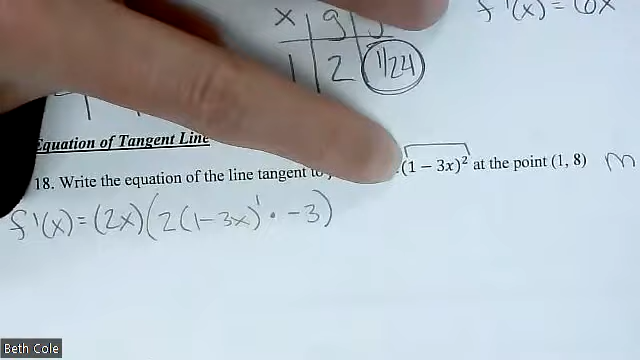 f'(x) = 6x
x | g |
1 | 2 | 1/24
Equation of Tangent Line
18. Write the equation of the line tangent to (1 − 3x)² at the point (1, 8) m
f'(x) = (2x)(2(1-3x)¹ · -3)
Beth Cole